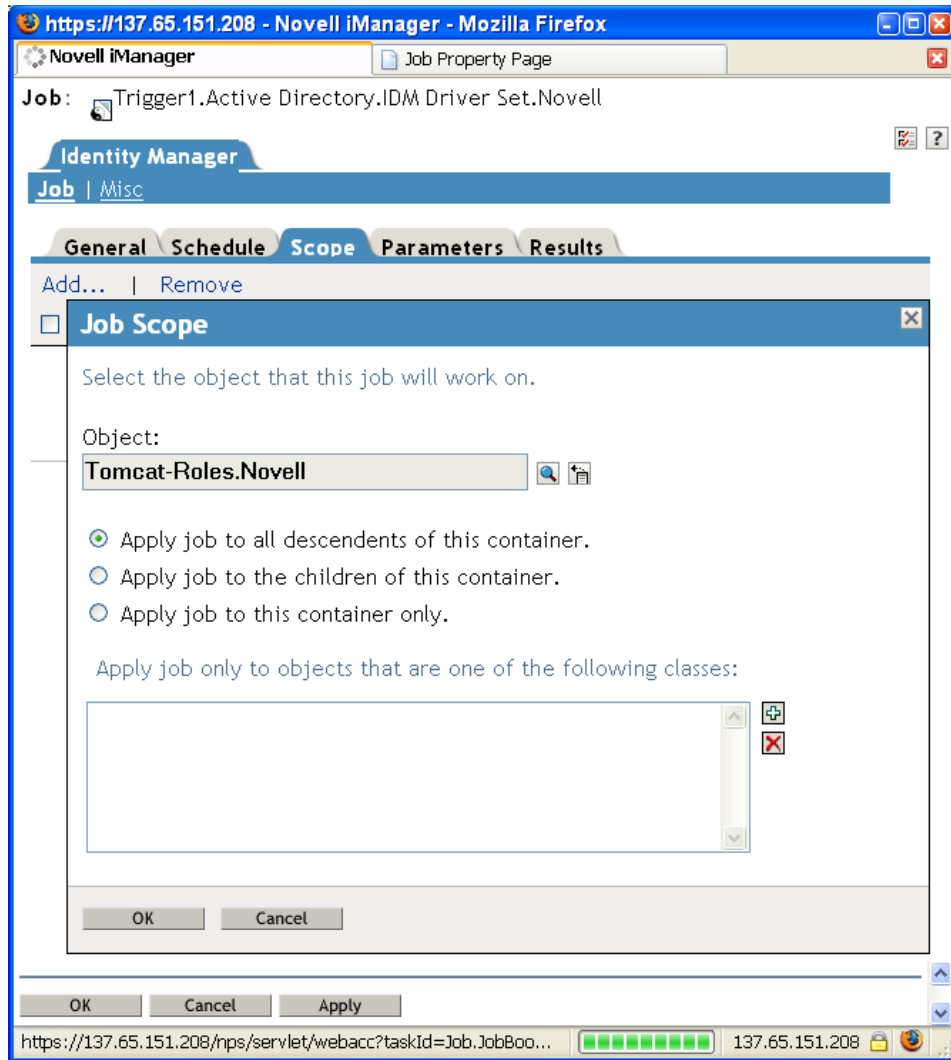 https://137.65.151.208 - Novell iManager - Mozilla Firefox
Novell iManager Job Property Page
Job: Trigger1.Active Directory.IDM Driver Set.Novell
?
Identity Manager
Job | Misc
General Schedule Scope Parameters Results
Add... | Remove
Job Scope
Select the object that this job will work on.
Object:
Tomcat-Roles.Novell
Apply job to all descendents of this container.
Apply job to the children of this container.
Apply job to this container only.
Apply job only to objects that are one of the following classes:
OK Cancel
OK Cancel Apply
https://137.65.151.208/nps/servlet/webacc?taskId=Job.JobBoo... 137.65.151.208